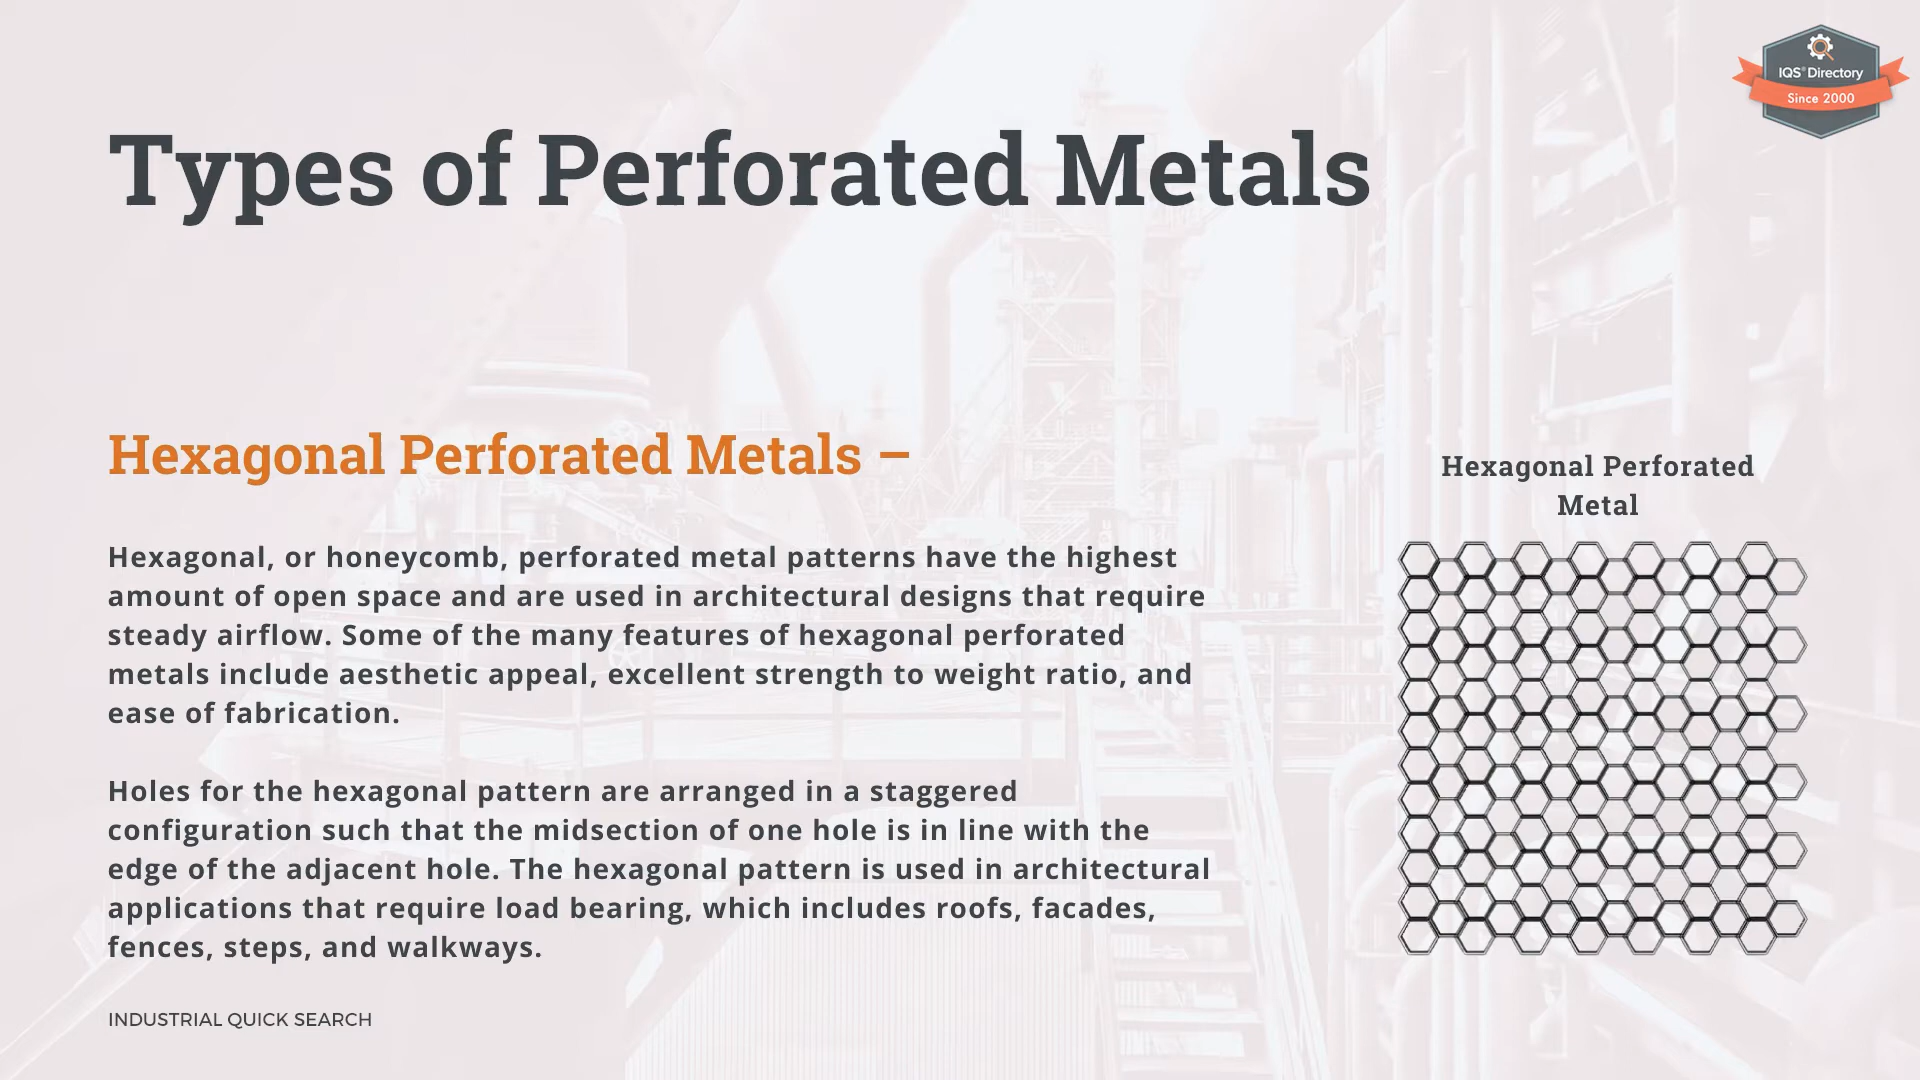 IQS® Directory
Since 2000
Types of Perforated Metals
Hexagonal Perforated Metals –
Hexagonal, or honeycomb, perforated metal patterns have the highest
amount of open space and are used in architectural designs that require
steady airflow. Some of the many features of hexagonal perforated
metals include aesthetic appeal, excellent strength to weight ratio, and
ease of fabrication.
Holes for the hexagonal pattern are arranged in a staggered
configuration such that the midsection of one hole is in line with the
edge of the adjacent hole. The hexagonal pattern is used in architectural
applications that require load bearing, which includes roofs, facades,
fences, steps, and walkways.
Hexagonal Perforated
Metal
INDUSTRIAL QUICK SEARCH